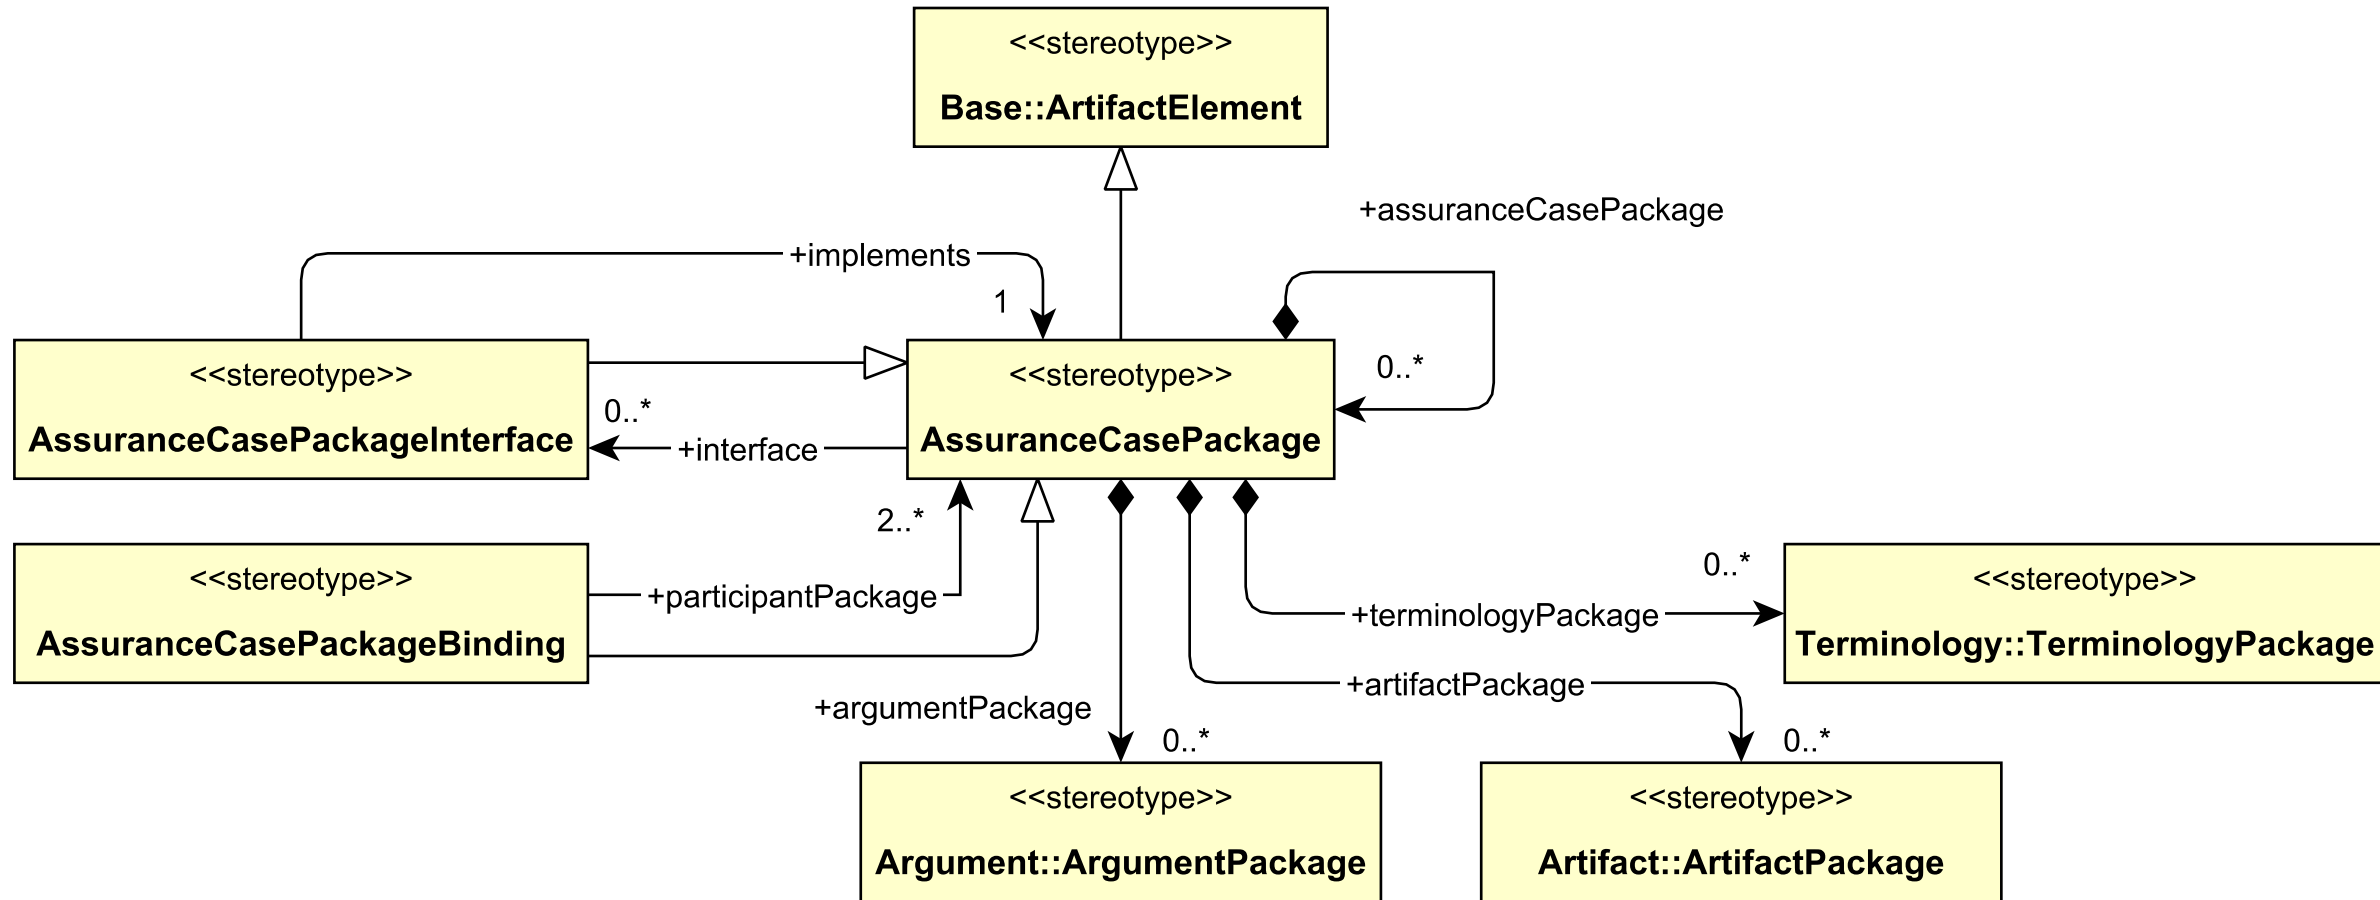 <<stereotype>>
Base::ArtifactElement
+assuranceCasePackage
+implements
1
<<stereotype>>
AssuranceCasePackageInterface
<<stereotype>>
AssuranceCasePackage
0..*
0..*
+interface
2..*
<<stereotype>>
AssuranceCasePackageBinding
+participantPackage
0..*
<<stereotype>>
Terminology::TerminologyPackage
+terminologyPackage
+artifactPackage
+argumentPackage
0..*
0..*
<<stereotype>>
Argument::ArgumentPackage
<<stereotype>>
Artifact::ArtifactPackage